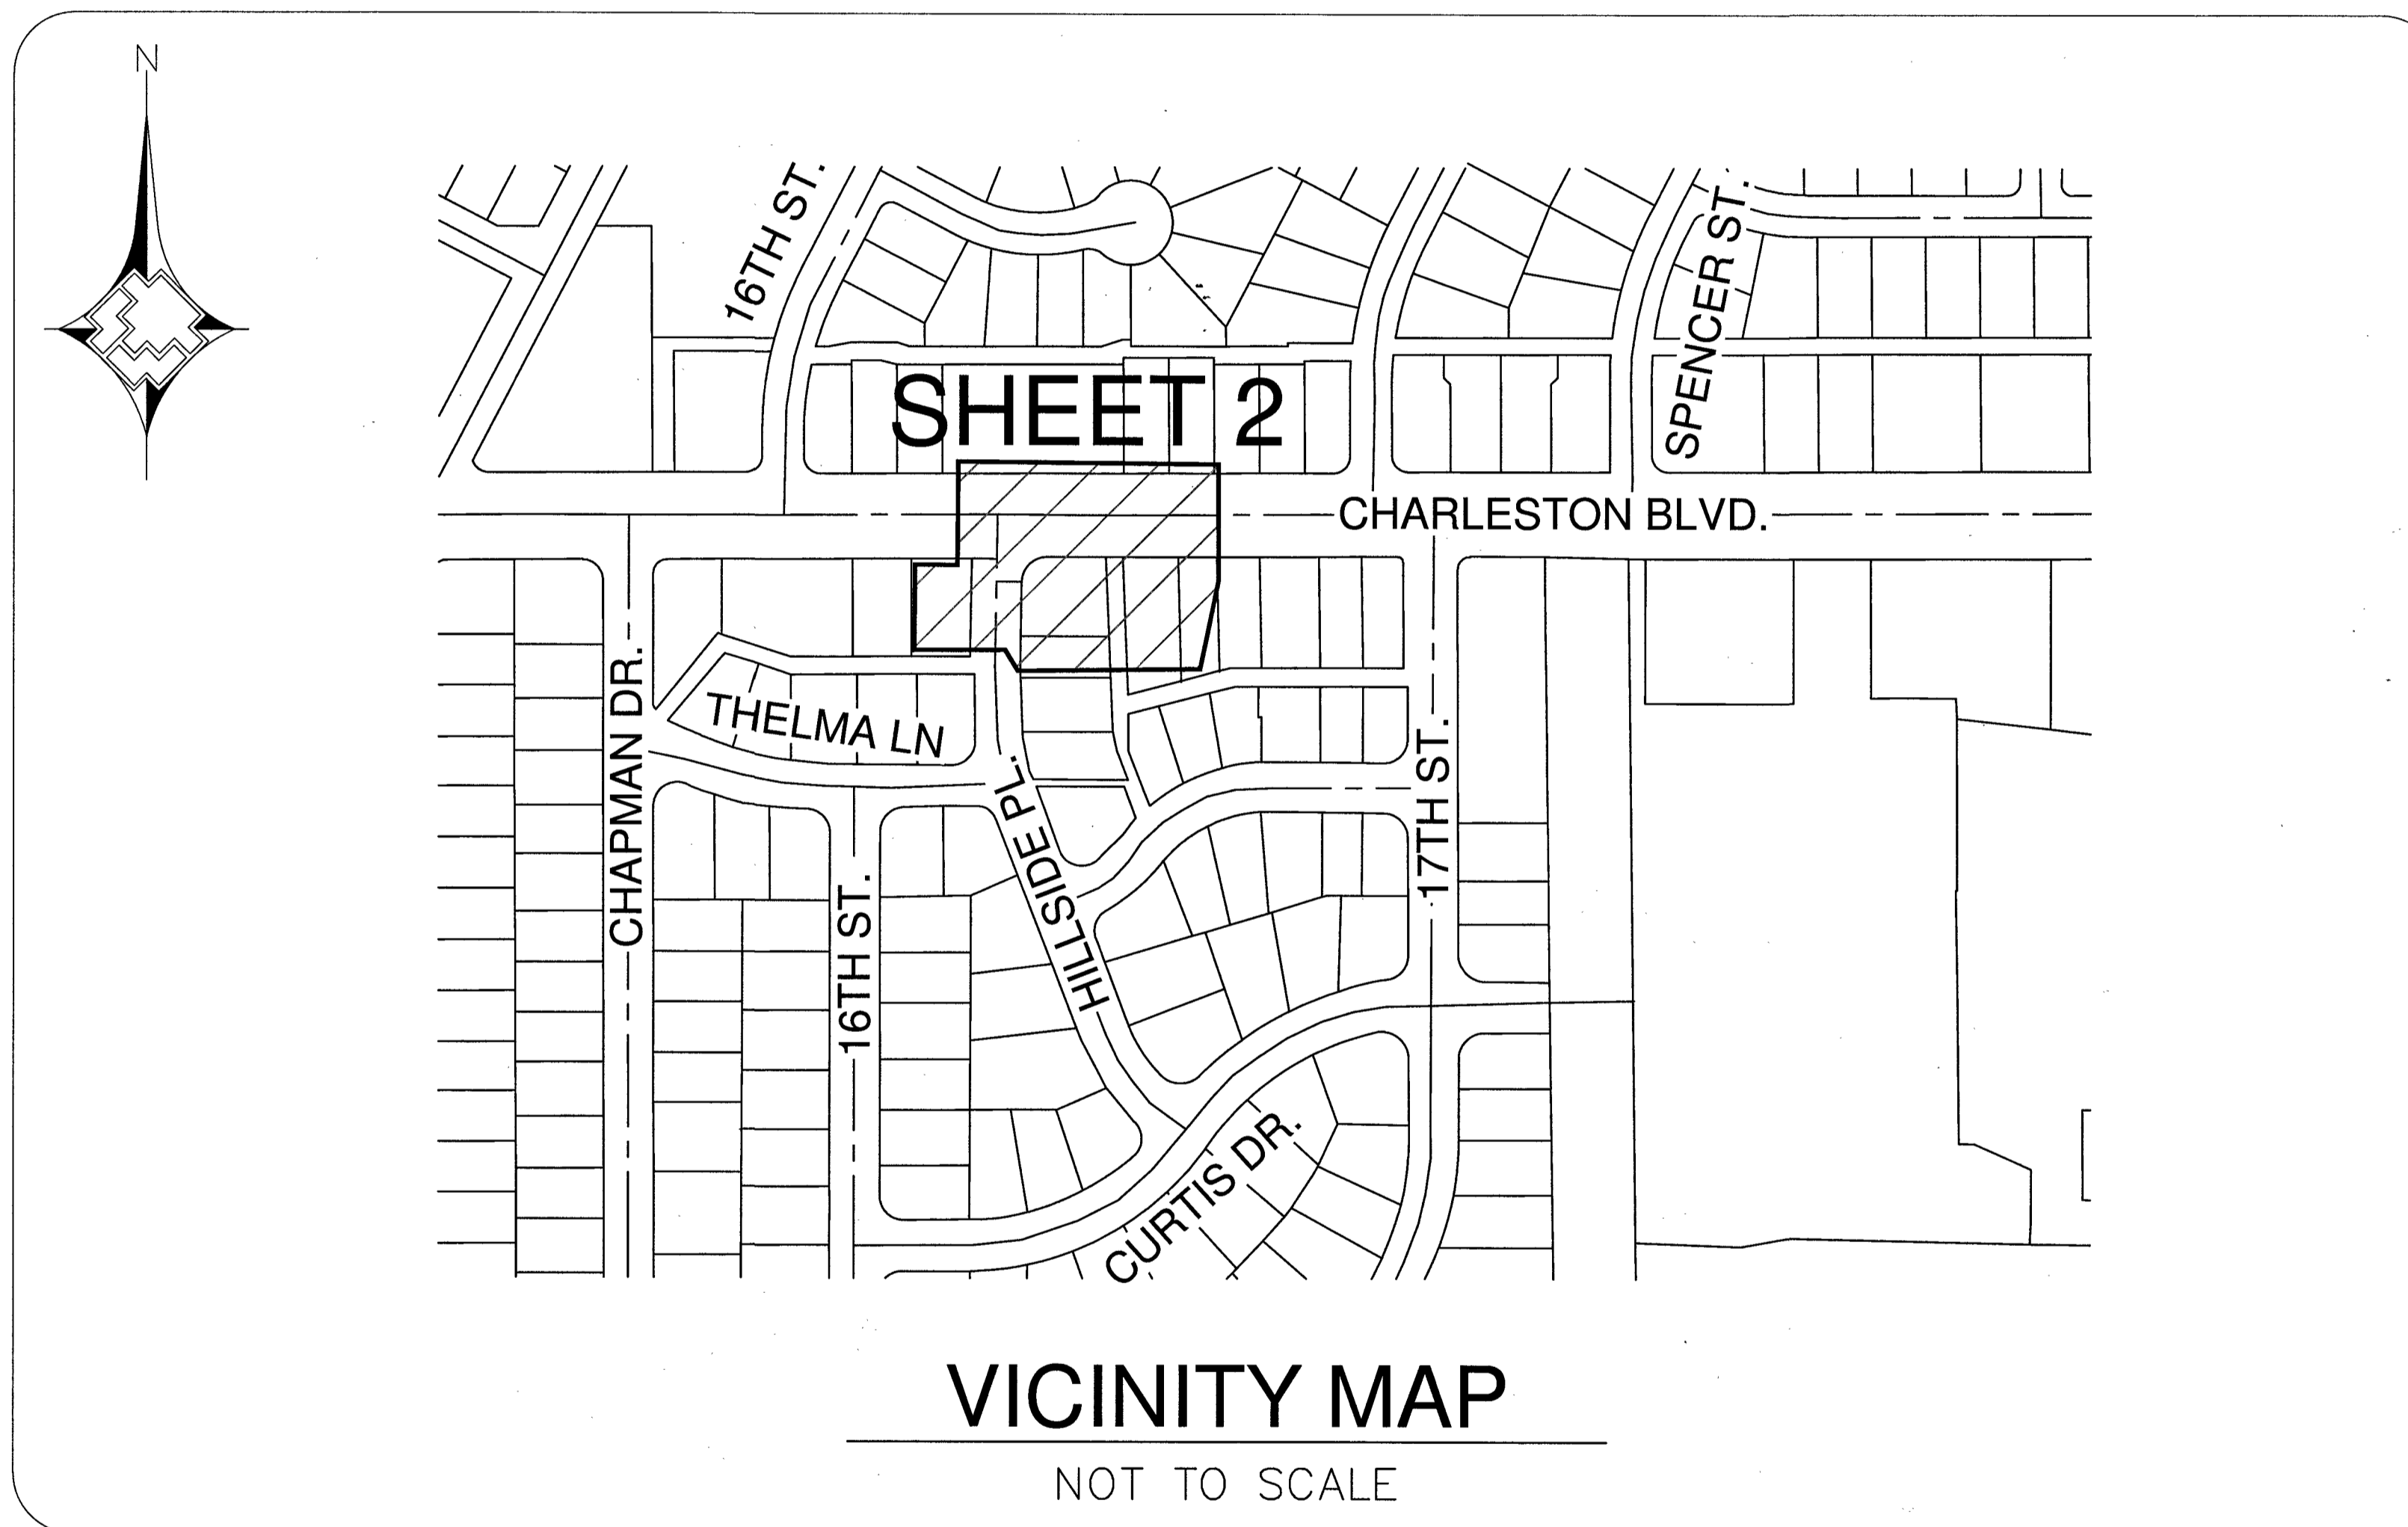 N
16TH ST.
SPENCER ST.
SHEET 2
CHARLESTON BLVD.
CHAPMAN DR.
THELMA LN
HILLSIDE PL.
17TH ST.
16TH ST.
CURTIS DR.
VICINITY MAP
NOT TO SCALE